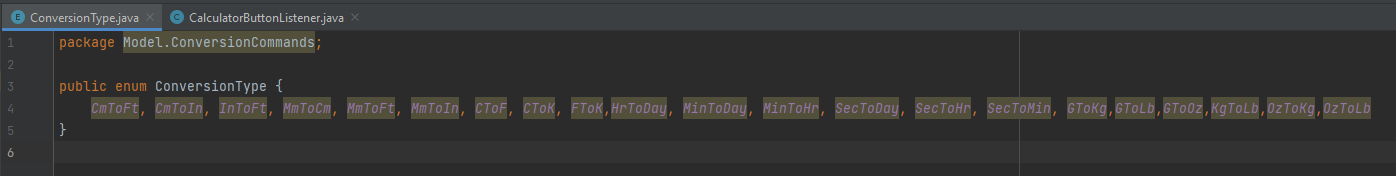 E ConversionType.java × C CalculatorButtonListener.java ×
1 package Model.ConversionCommands;
2
3 public enum ConversionType {
4 CmToFt, CmToIn, InToFt, MmToCm, MmToFt, MmToIn, CToF, CToK, FToK,HrToDay, MinToDay, MinToHr, SecToDay, SecToHr, SecToMin, GToKg,GToLb,GToOz,KgToLb,OzToKg,OzToLb
5 }
6